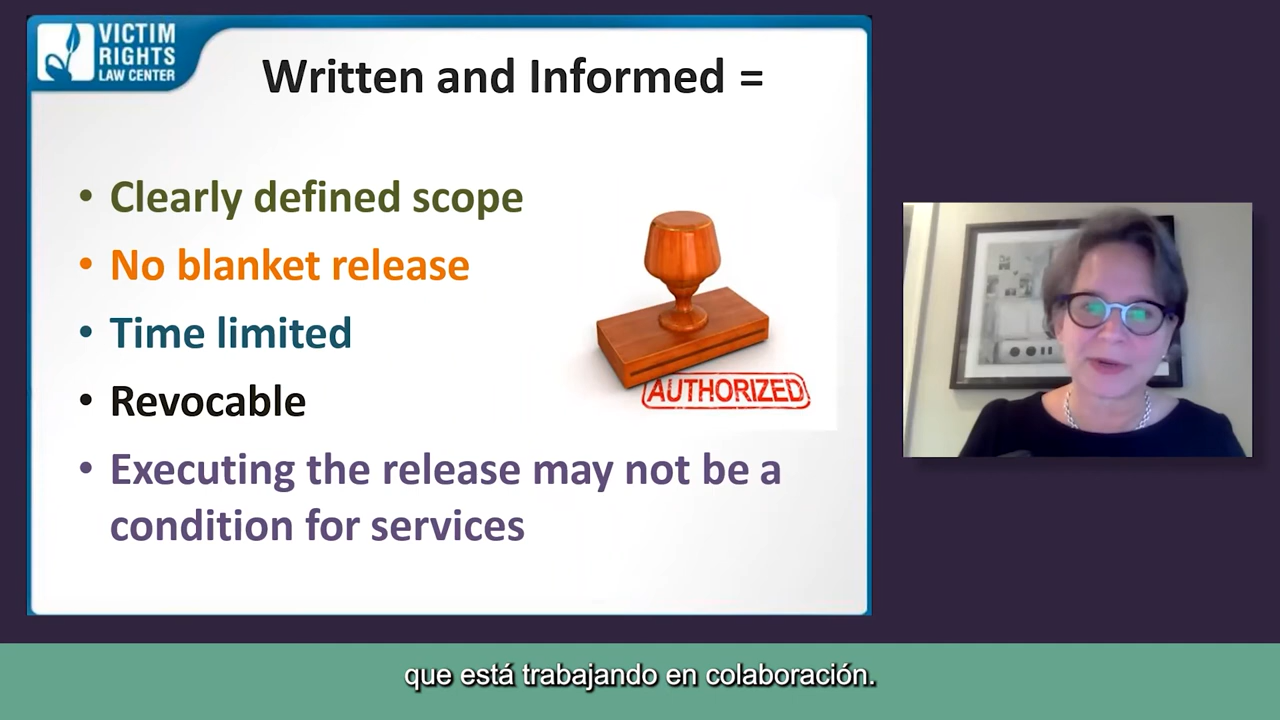 VICTIM
RIGHTS
LAW CENTER
Written and Informed =
• Clearly defined scope
• No blanket release
• Time limited
• Revocable
• Executing the release may not be a
condition for services
AUTHORIZED
que está trabajando en colaboración.